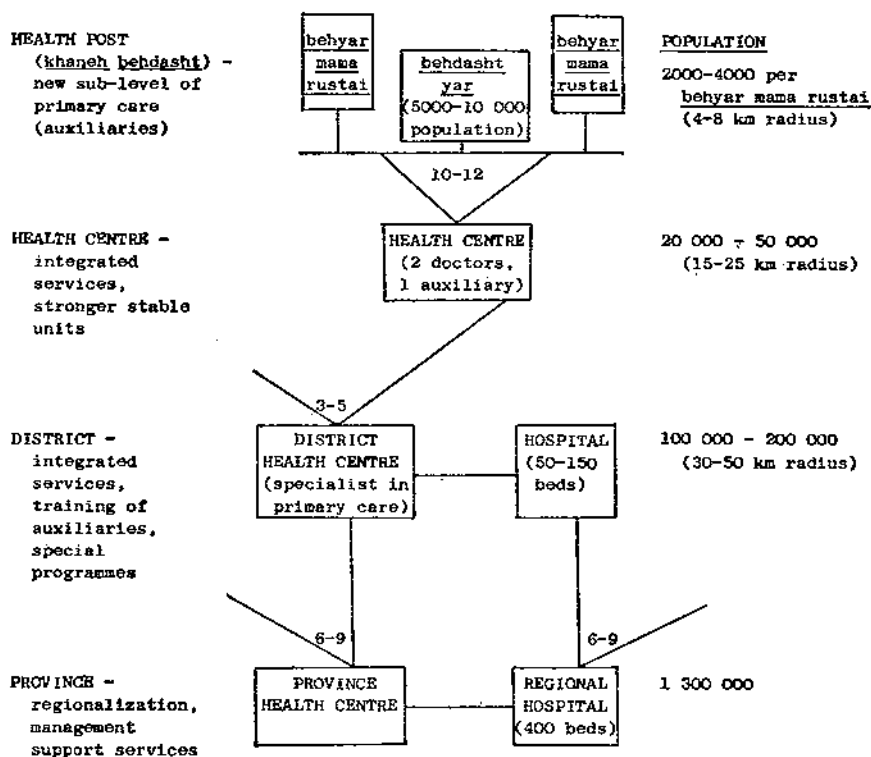 HEALTH POST
(khaneh behdasht) -
new sub-level of
primary care
(auxiliaries)
behyar
mama
rustai
behdasht
yar
(5000-10 000
population)
behyar
mama
rustai
POPULATION
2000-4000 per
behyar mama rustai
(4-8 km radius)
10-12
HEALTH CENTRE -
integrated
services,
stronger stable
units
HEALTH CENTRE
(2 doctors,
1 auxiliary)
20 000 - 50 000
(15-25 km radius)
3-5
DISTRICT -
integrated
services,
training of
auxiliaries,
special
programmes
DISTRICT
HEALTH CENTRE
(specialist in
primary care)
HOSPITAL
(50-150
beds)
100 000 - 200 000
(30-50 km radius)
6-9
6-9
PROVINCE -
regionalization,
management
support services
PROVINCE
HEALTH CENTRE
REGIONAL
HOSPITAL
(400 beds)
1 300 000